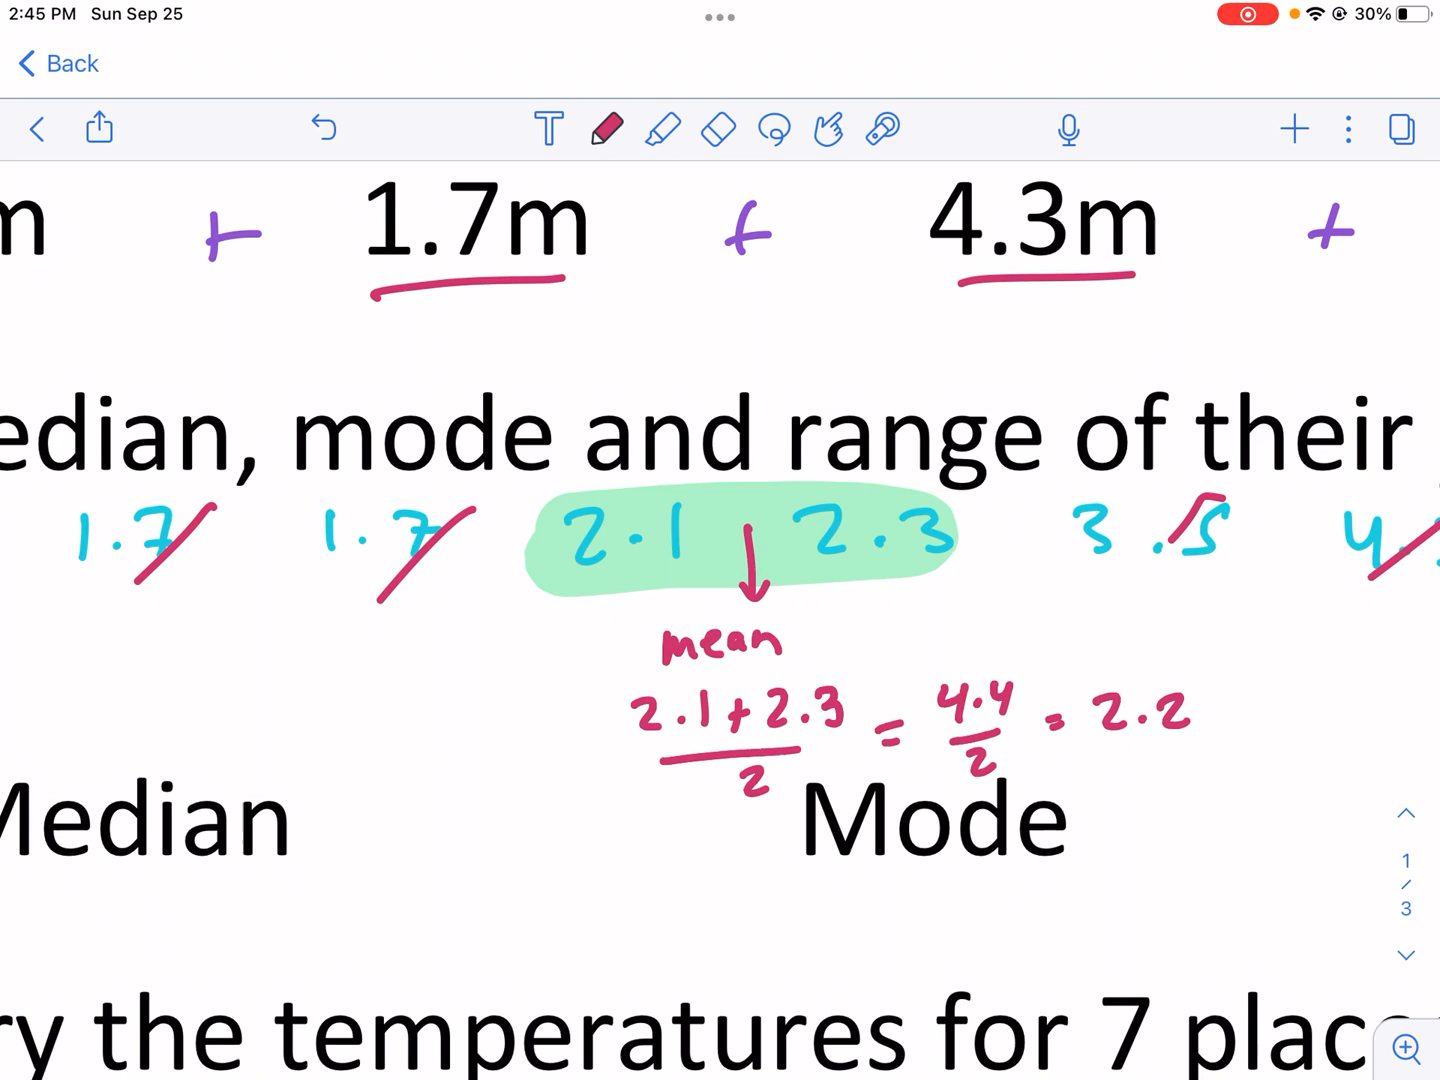 2:45 PM Sun Sep 25
30%
Back
m + 1.7m + 4.3m +
edian, mode and range of their
1.7 1.7 2.1 2.3 3.5 4.
mean
2.1+2.3 = 4.4 = 2.2
2 2
Median Mode
1
/
3
ry the temperatures for 7 plac